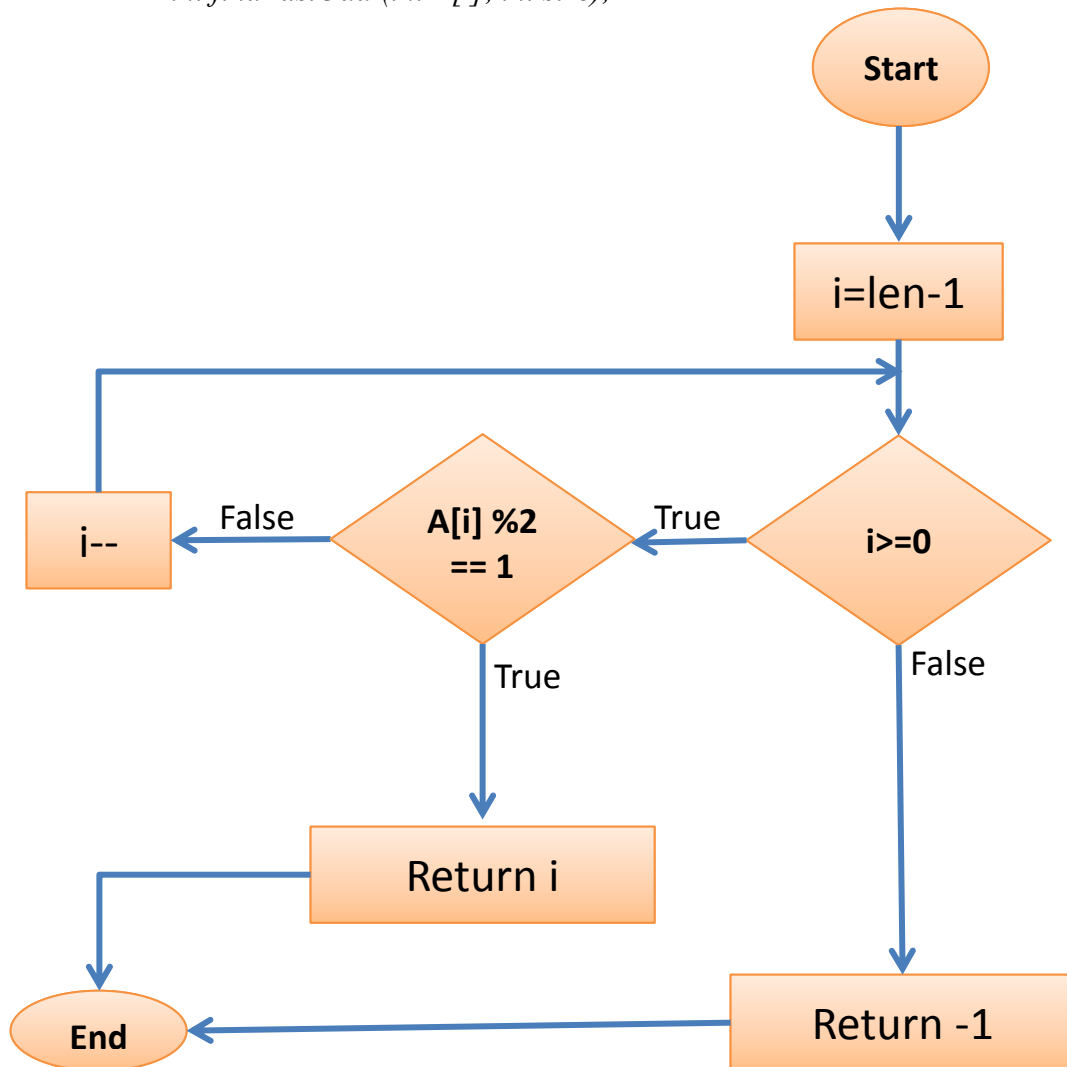 Start
i=len-1
i>=0
True
False
A[i] %2
== 1
False
True
i--
Return i
Return -1
End